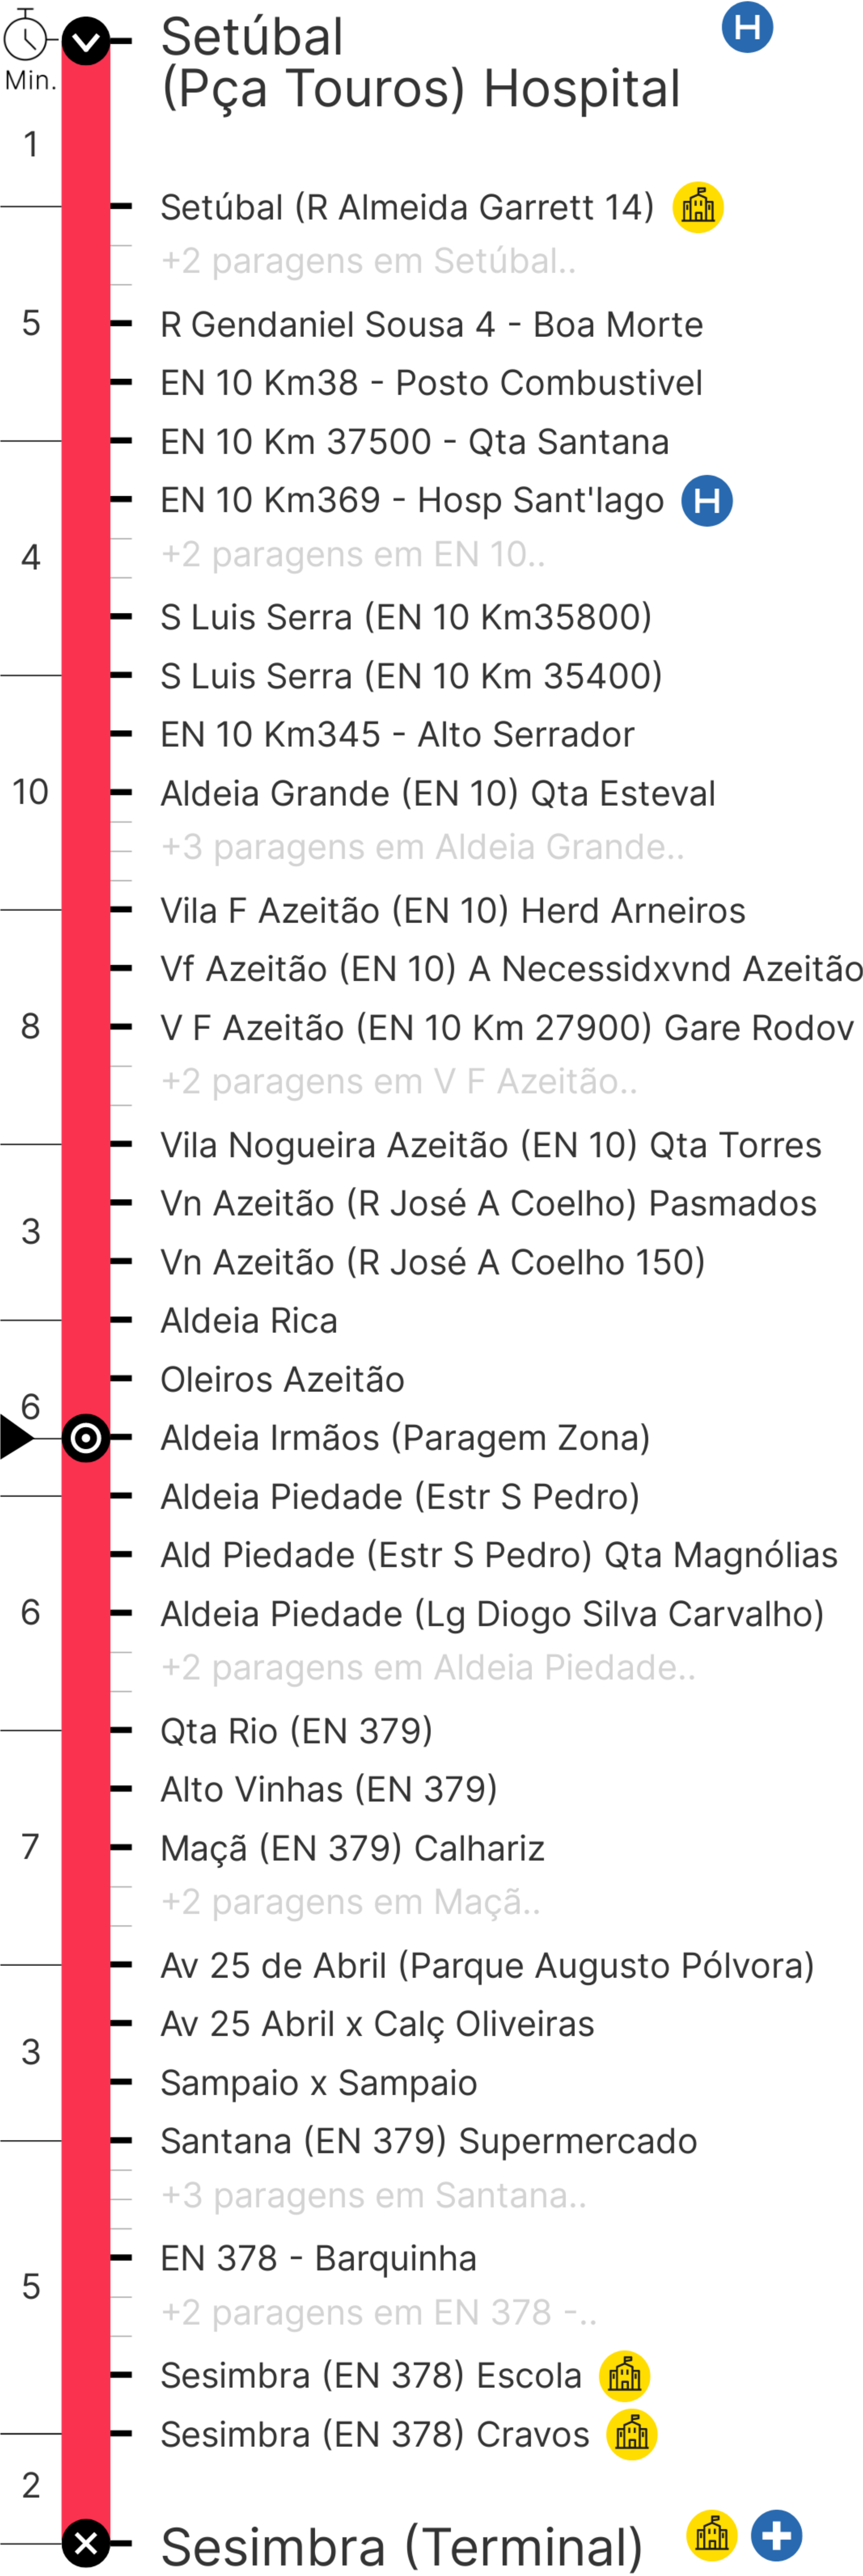 Setúbal
(Pça Touros) Hospital
H
Min.
1
Setúbal (R Almeida Garrett 14)
+2 paragens em Setúbal..
5
R Gendaniel Sousa 4 - Boa Morte
EN 10 Km38 - Posto Combustivel
EN 10 Km 37500 - Qta Santana
EN 10 Km369 - Hosp Sant'Iago
H
4
+2 paragens em EN 10..
S Luis Serra (EN 10 Km35800)
S Luis Serra (EN 10 Km 35400)
EN 10 Km345 - Alto Serrador
10
Aldeia Grande (EN 10) Qta Esteval
+3 paragens em Aldeia Grande..
Vila F Azeitão (EN 10) Herd Arneiros
Vf Azeitão (EN 10) A Necessidxvnd Azeitão
8
V F Azeitão (EN 10 Km 27900) Gare Rodov
+2 paragens em V F Azeitão..
Vila Nogueira Azeitão (EN 10) Qta Torres
Vn Azeitão (R José A Coelho) Pasmados
3
Vn Azeitão (R José A Coelho 150)
Aldeia Rica
Oleiros Azeitão
6
Aldeia Irmãos (Paragem Zona)
Aldeia Piedade (Estr S Pedro)
Ald Piedade (Estr S Pedro) Qta Magnólias
6
Aldeia Piedade (Lg Diogo Silva Carvalho)
+2 paragens em Aldeia Piedade..
Qta Rio (EN 379)
Alto Vinhas (EN 379)
7
Maçã (EN 379) Calhariz
+2 paragens em Maçã..
Av 25 de Abril (Parque Augusto Pólvora)
Av 25 Abril x Calç Oliveiras
3
Sampaio x Sampaio
Santana (EN 379) Supermercado
+3 paragens em Santana..
EN 378 - Barquinha
5
+2 paragens em EN 378 -..
Sesimbra (EN 378) Escola
Sesimbra (EN 378) Cravos
2
Sesimbra (Terminal)